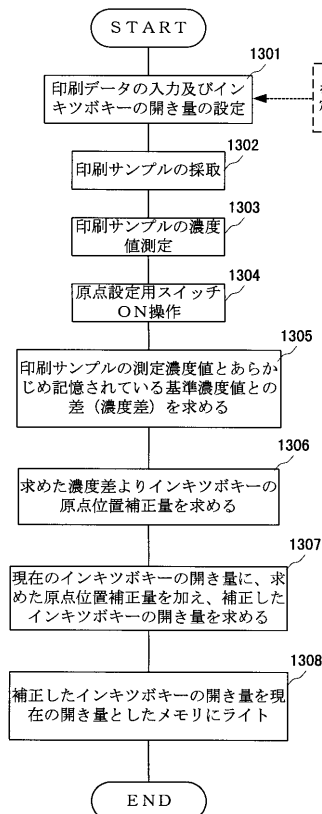 START
1301
印刷データの入力及びイン
キツボキーの開き量の設定
1302
印刷サンプルの採取
1303
印刷サンプルの濃度
値測定
1304
原点設定用スイッチ
ON操作
1305
印刷サンプルの測定濃度値とあらか
じめ記憶されている基準濃度値との
差（濃度差）を求める
1306
求めた濃度差よりインキツボキーの
原点位置補正量を求める
1307
現在のインキツボキーの開き量に、求
めた原点位置補正量を加え、補正した
インキツボキーの開き量を求める
1308
補正したインキツボキーの開き量を現
在の開き量としたメモリにライト
END